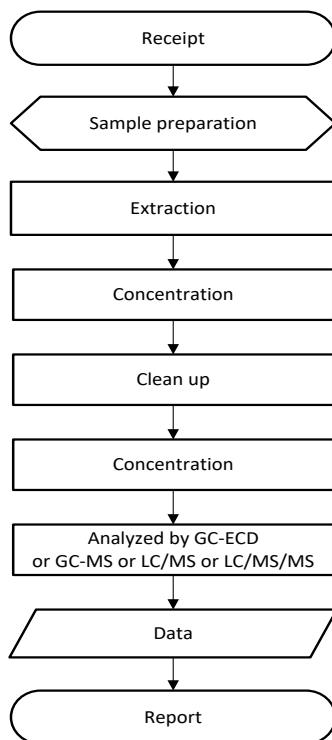 Receipt
Sample preparation
Extraction
Concentration
Clean up
Concentration
Analyzed by GC-ECD
or GC-MS or LC/MS or LC/MS/MS
Data
Report